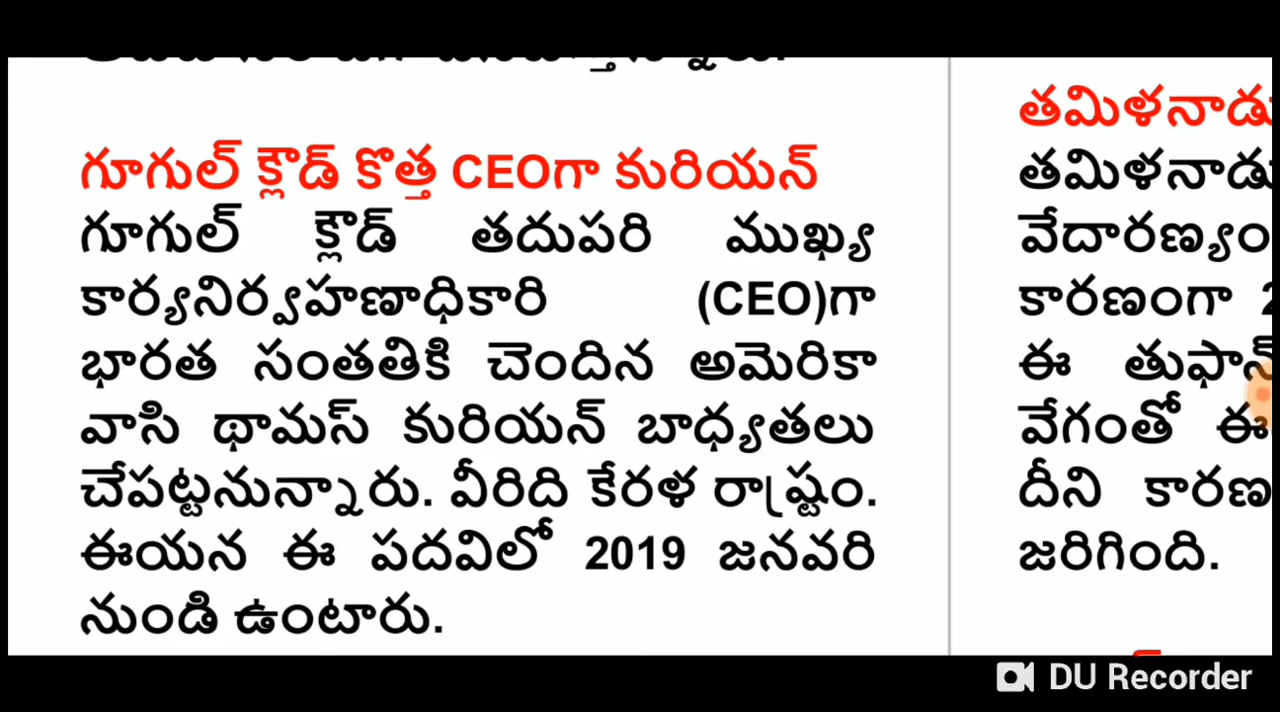 గూగుల్ క్లౌడ్ కొత్త CEOగా కురియన్
గూగుల్ క్లౌడ్ తదుపరి ముఖ్య
కార్యనిర్వహణాధికారి (CEO)గా
భారత సంతతికి చెందిన అమెరికా
వాసి థామస్ కురియన్ బాధ్యతలు
చేపట్టనున్నారు. వీరిది కేరళ రాష్ట్రం.
ఈయన ఈ పదవిలో 2019 జనవరి
నుండి ఉంటారు.
తమిళనాడు
తమిళనాడు
వేదారణ్యం
కారణంగా 2
ఈ తుఫాన్
వేగంతో ఈ
దీని కారణ
జరిగింది.
DU Recorder